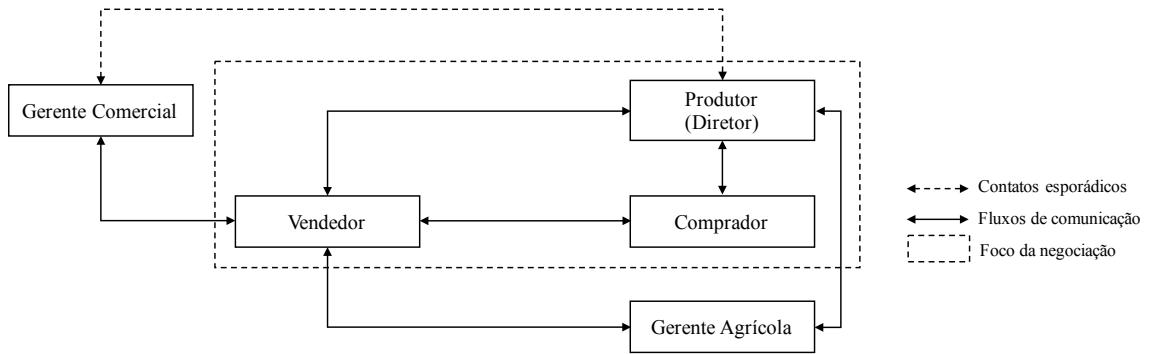 Gerente Comercial
Produtor
(Diretor)
Vendedor
Comprador
Gerente Agrícola
Contatos esporádicos
Fluxos de comunicação
Foco da negociação